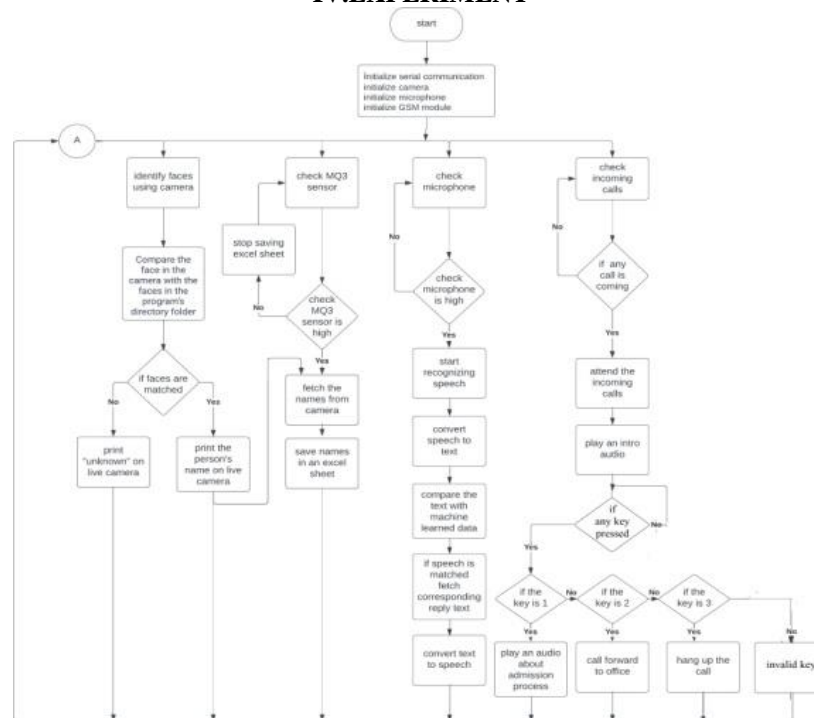 IV.EXPERIMENT
start
Initialize serial communication
initialize camera
initialize microphone
initialize GSM module
A
identify faces
using camera
Compare the
face in the
camera with the
faces in the
program's
directory folder
if faces are
matched
No
Yes
print
"unknown" on
live camera
print the
person's
name on live
camera
check MQ3
sensor
stop saving
excel sheet
check
MQ3
sensor is
high
No
Yes
fetch the
names from
camera
save names
in an excel
sheet
check
microphone
No
check
microphone
is high
Yes
start
recognizing
speech
convert
speech to
text
compare the
text with
machine
learned data
if speech is
matched
fetch
corresponding
reply text
convert text
to speech
check
incoming
calls
No
if any
call is
coming
Yes
attend the
incoming
calls
play an intro
audio
if
any key
pressed
No
Yes
if the
key is 1
No
if the
key is 2
No
if the
key is 3
No
Yes
Yes
Yes
play an audio
about
admission
process
call forward
to office
hang up the
call
invalid key